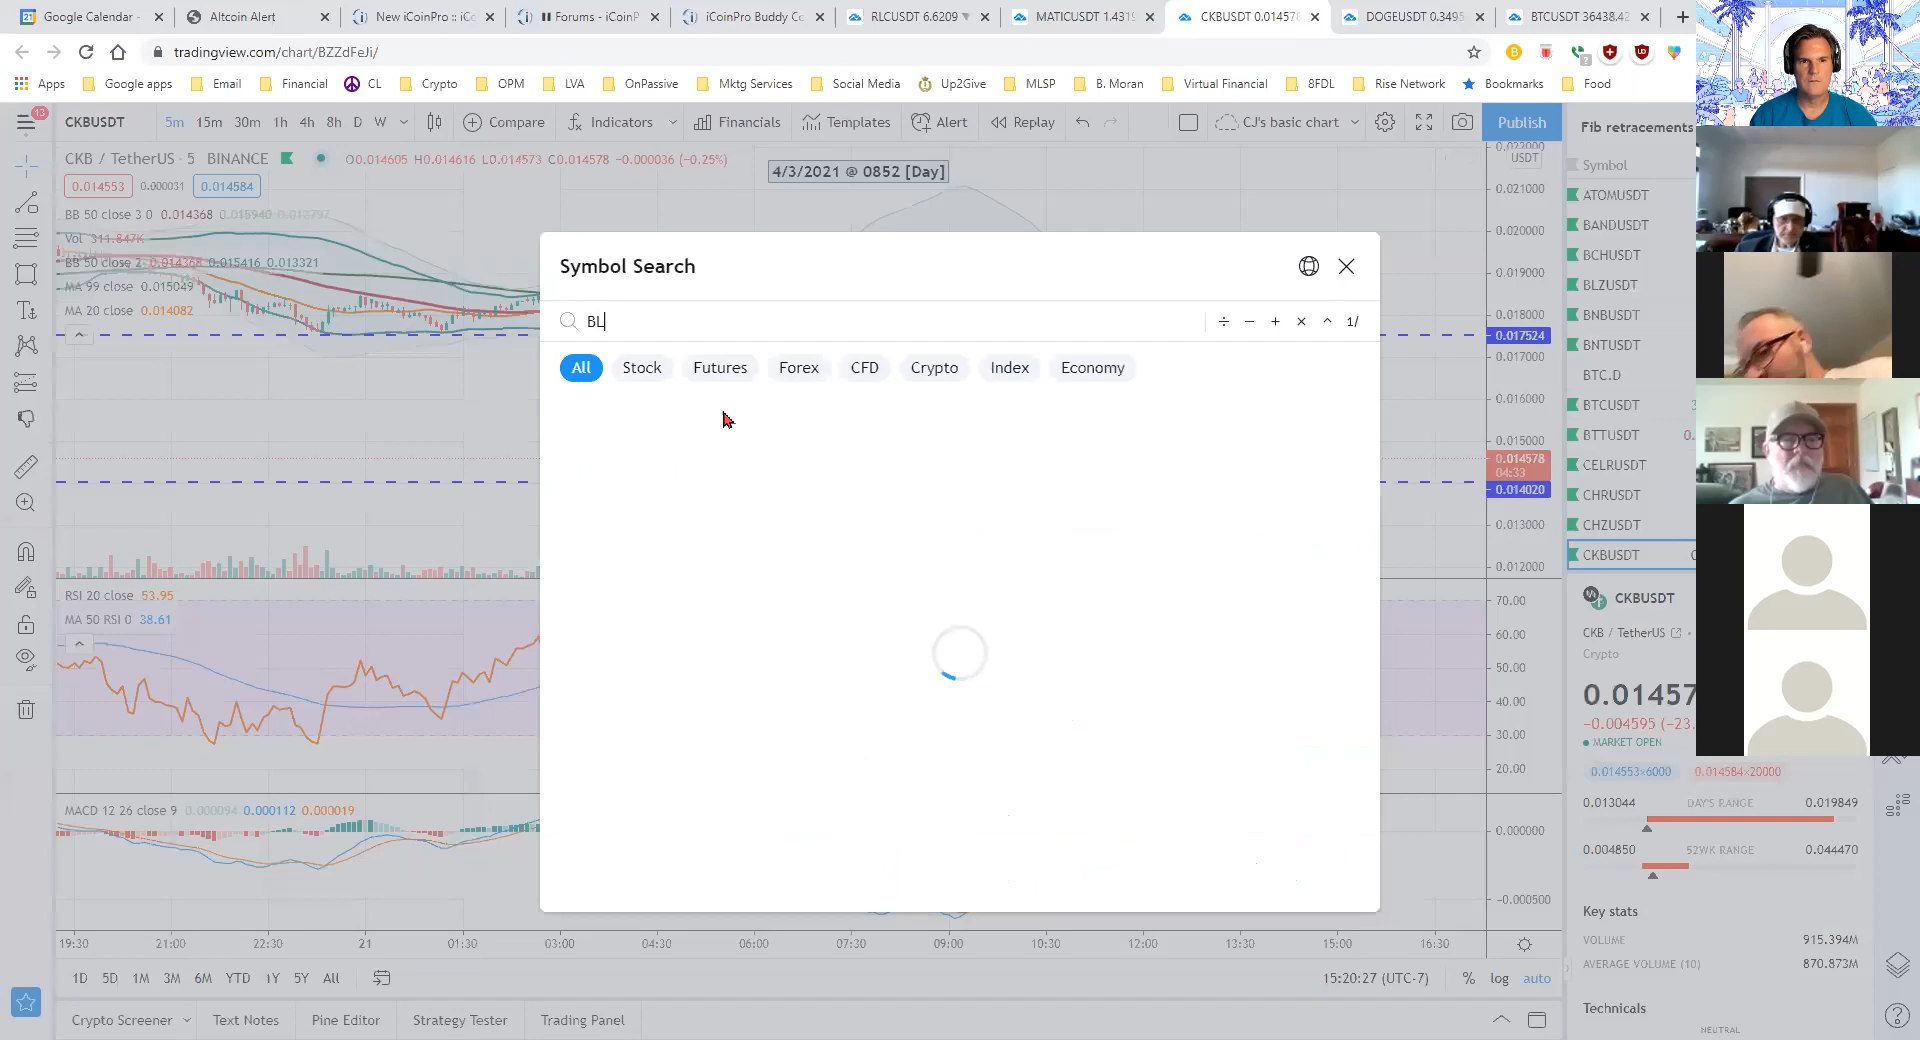 Google Calendar - Altcoin Alert New iCoinPro :: iCo Forums - iCoinP iCoinPro Buddy Co RLCUSDT 6.6209 MATICUSDT 1.431 CKBUSDT 0.014578 DOGEUSDT 0.3495 BTCUSDT 36438.42
tradingview.com/chart/BZZdFeJi/
Apps Google apps Email Financial CL Crypto OPM LVA OnPassive Mktg Services Social Media Up2Give MLSP B. Moran Virtual Financial 8FDL Rise Network Bookmarks Food
13
CKBUSDT 5m 15m 30m 1h 4h 8h D W Compare Indicators Financials Templates Alert Replay CJ's basic chart Publish
Fib retracements
CKB / TetherUS · 5 BINANCE O0.014605 H0.014616 L0.014573 C0.014578 −0.000036 (−0.25%)
4/3/2021 @ 0852 [Day]
0.014553 0.000031 0.014584
BB 50 close 3 0 0.014368 0.015940 0.012797
Vol 311.847K
BB 50 close 2 0.014368 0.015416 0.013321
MA 99 close 0.015049
MA 20 close 0.014082
Symbol Search
BL
÷ − + × ^ 1/
All Stock Futures Forex CFD Crypto Index Economy
0.022000
USDT
0.021000
0.020000
0.019000
0.018000
0.017524
0.017000
0.016000
0.015000
0.014578
04:33
0.014020
0.013000
0.012000
RSI 20 close 53.95
MA 50 RSI 0 38.61
70.00
60.00
50.00
40.00
30.00
20.00
MACD 12 26 close 9 0.000094 0.000112 0.000019
0.000000
−0.000500
19:30 21:00 22:30 21 01:30 03:00 04:30 06:00 07:30 09:00 10:30 12:00 13:30 15:00 16:30
1D 5D 1M 3M 6M YTD 1Y 5Y All 15:20:27 (UTC-7) % log auto
Crypto Screener Text Notes Pine Editor Strategy Tester Trading Panel
Symbol
ATOMUSDT
BANDUSDT
BCHUSDT
BLZUSDT
BNBUSDT
BNTUSDT
BTC.D
BTCUSDT 3
BTTUSDT 0.
CELRUSDT
CHRUSDT
CHZUSDT
CKBUSDT
CKBUSDT
CKB / TetherUS
Crypto
0.01457
−0.004595 (−23.
MARKET OPEN
0.014553×6000 0.014584×20000
0.013044 DAY'S RANGE 0.019849
0.004850 52WK RANGE 0.044470
Key stats
VOLUME 915.394M
AVERAGE VOLUME (10) 870.873M
Technicals
NEUTRAL